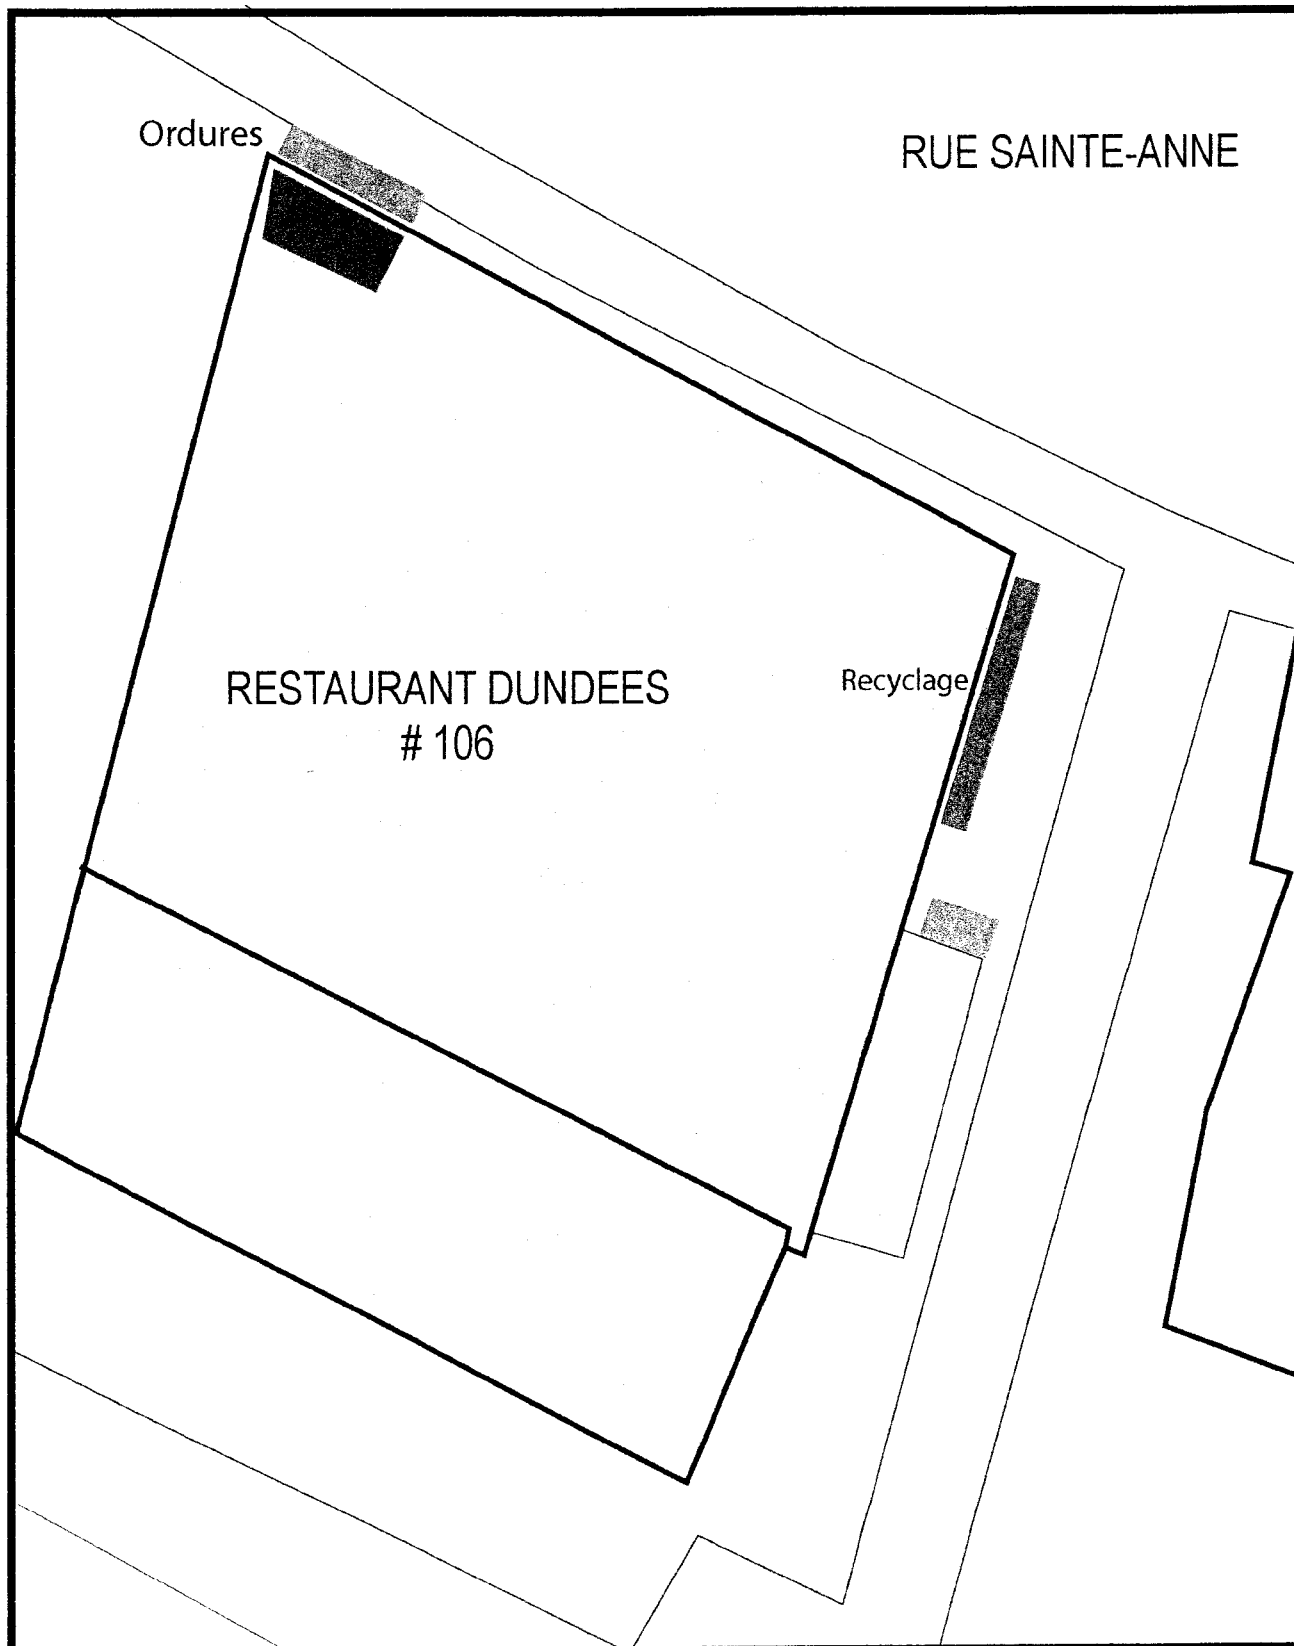 Ordures
RUE SAINTE-ANNE
RESTAURANT DUNDEES
# 106
Recyclage